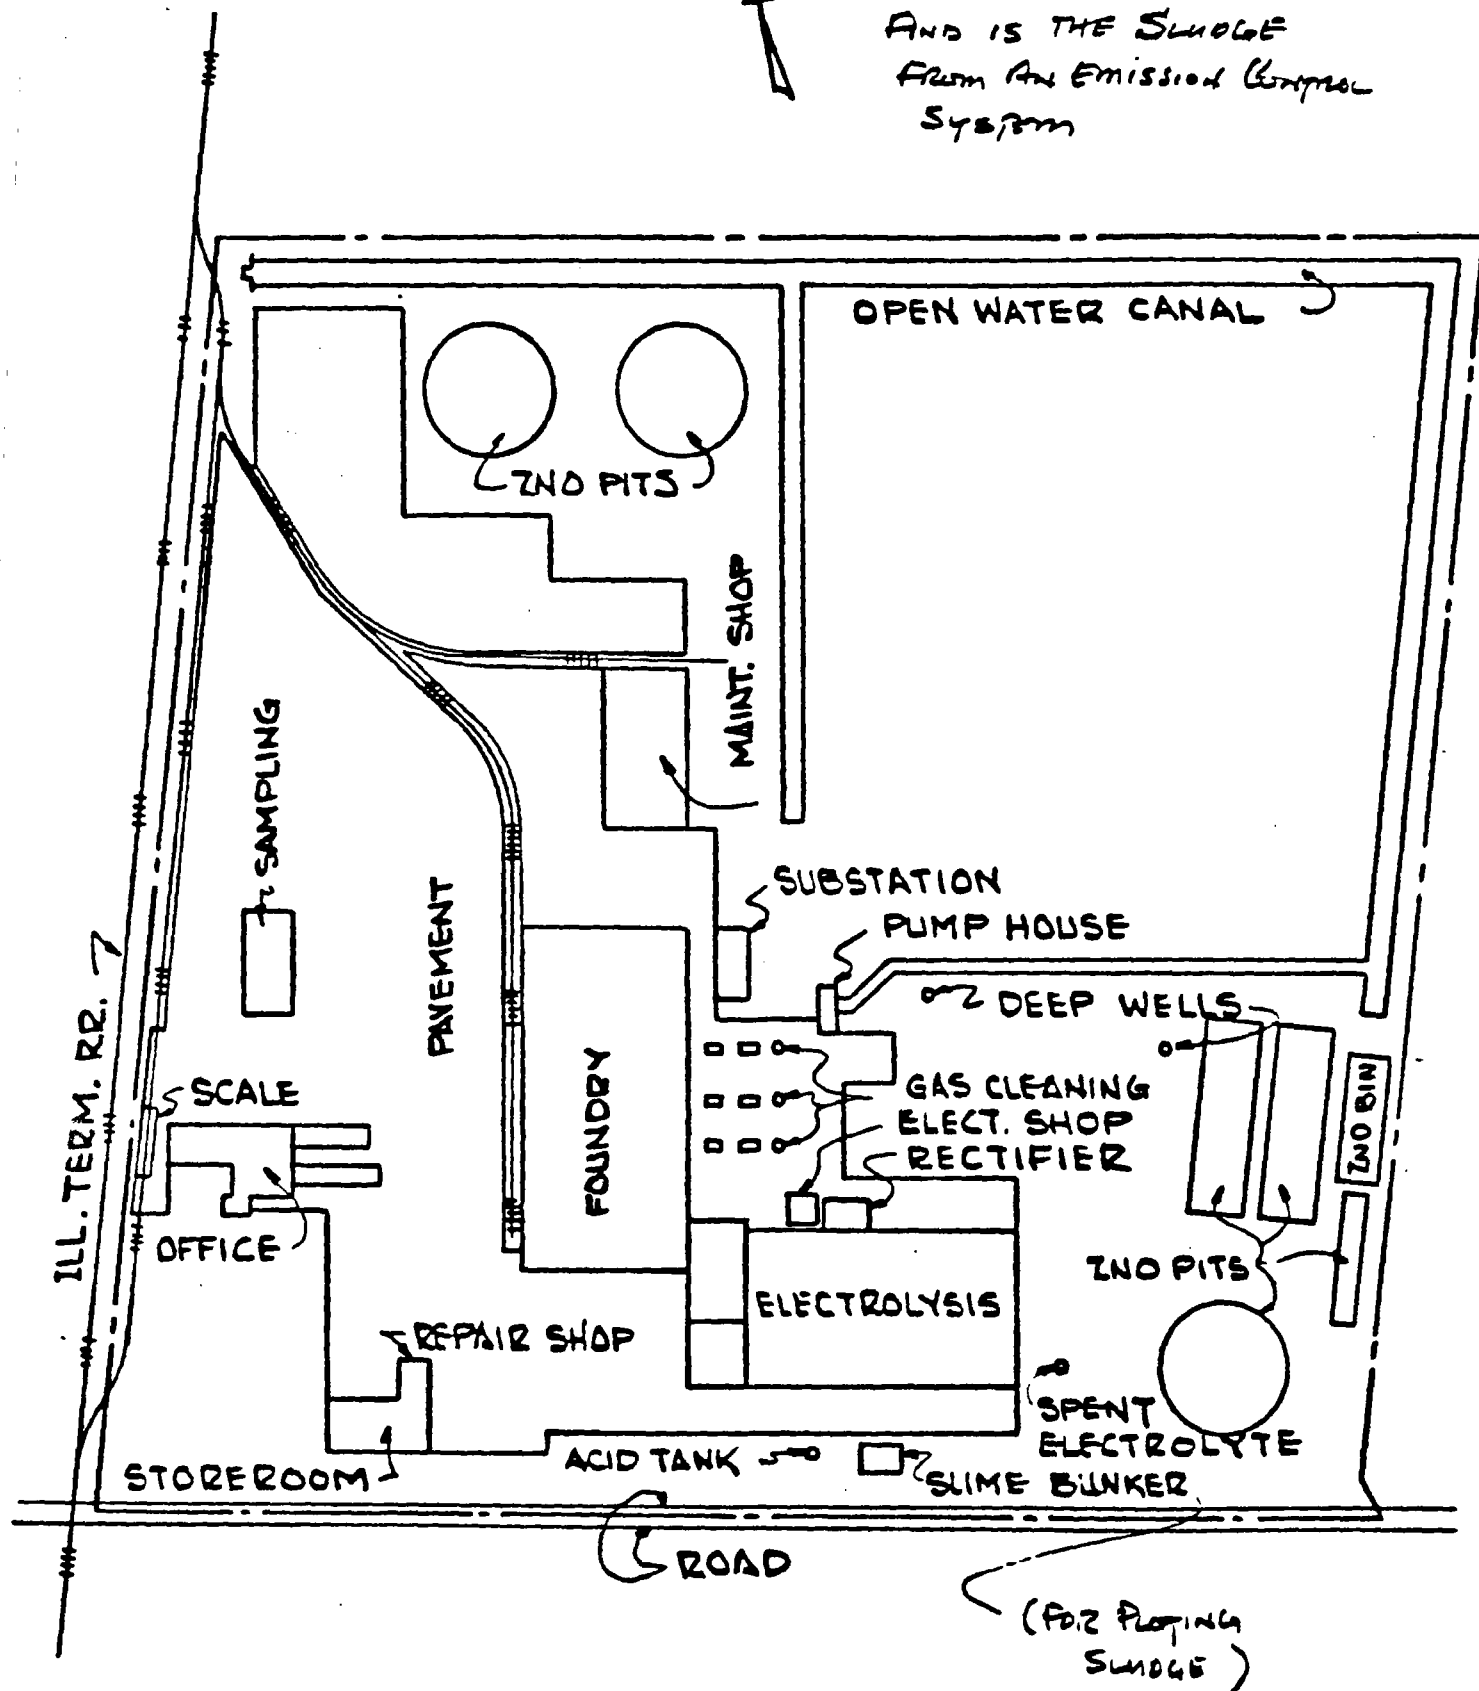 AND IS THE SLUDGE
FROM AN EMISSION CONTROL
SYSTEM
OPEN WATER CANAL
ZNO PITS
MAINT. SHOP
SAMPLING
SUBSTATION
PUMP HOUSE
PAVEMENT
DEEP WELLS
ILL. TERM. RR.
SCALE
FOUNDRY
GAS CLEANING
ELECT. SHOP
RECTIFIER
ZNO BIN
OFFICE
ZNO PITS
ELECTROLYSIS
REPAIR SHOP
SPENT
ELECTROLYTE
ACID TANK
STOREROOM
SLIME BUNKER
ROAD
(FOR PLOTING
SLUDGE)